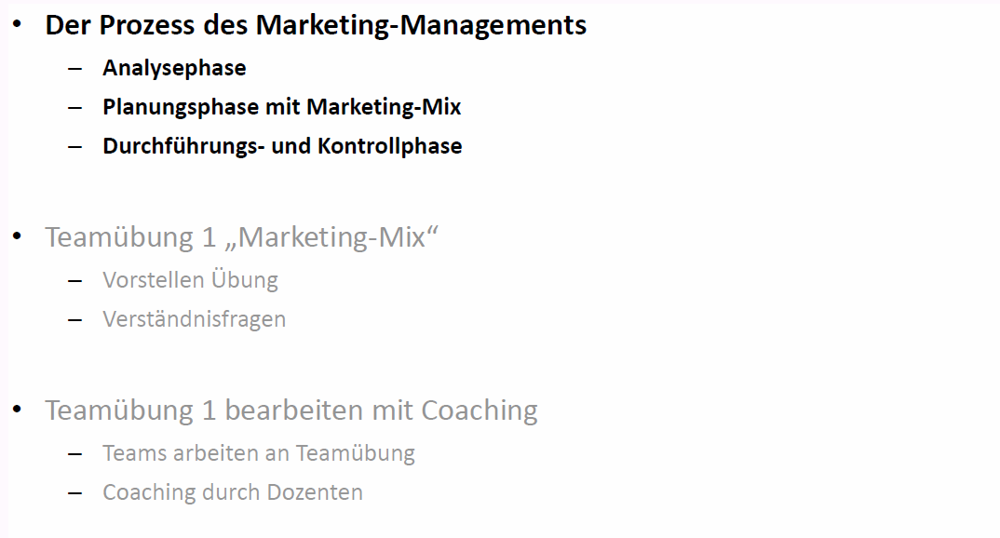 • Der Prozess des Marketing-Managements
– Analysephase
– Planungsphase mit Marketing-Mix
– Durchführungs- und Kontrollphase
• Teamübung 1 „Marketing-Mix“
– Vorstellen Übung
– Verständnisfragen
• Teamübung 1 bearbeiten mit Coaching
– Teams arbeiten an Teamübung
– Coaching durch Dozenten